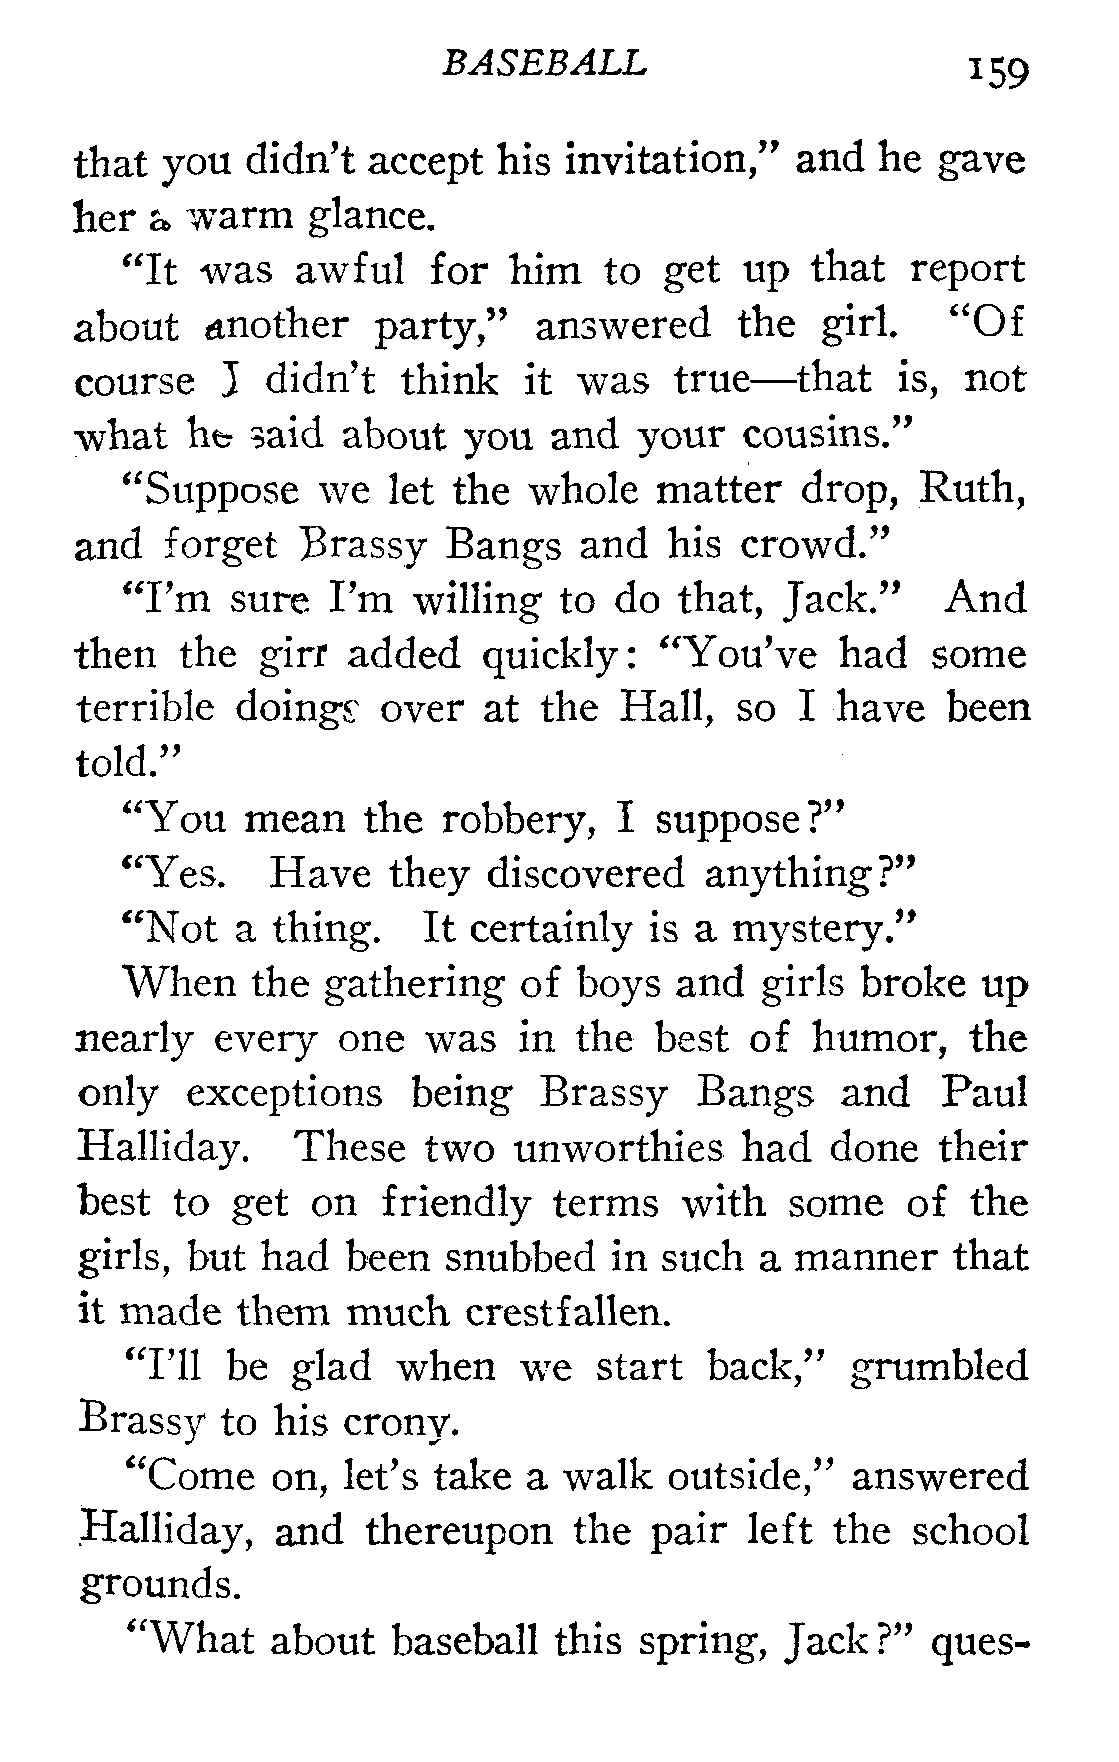 BASEBALL 159
that you didn't accept his invitation," and he gave
her a warm glance.
"It was awful for him to get up that report
about another party," answered the girl. "Of
course I didn't think it was true—that is, not
what he said about you and your cousins."
"Suppose we let the whole matter drop, Ruth,
and forget Brassy Bangs and his crowd."
"I'm sure I'm willing to do that, Jack." And
then the girl added quickly: "You've had some
terrible doings over at the Hall, so I have been
told."
"You mean the robbery, I suppose?"
"Yes. Have they discovered anything?"
"Not a thing. It certainly is a mystery."
When the gathering of boys and girls broke up
nearly every one was in the best of humor, the
only exceptions being Brassy Bangs and Paul
Halliday. These two unworthies had done their
best to get on friendly terms with some of the
girls, but had been snubbed in such a manner that
it made them much crestfallen.
"I'll be glad when we start back," grumbled
Brassy to his crony.
"Come on, let's take a walk outside," answered
Halliday, and thereupon the pair left the school
grounds.
"What about baseball this spring, Jack?" ques-